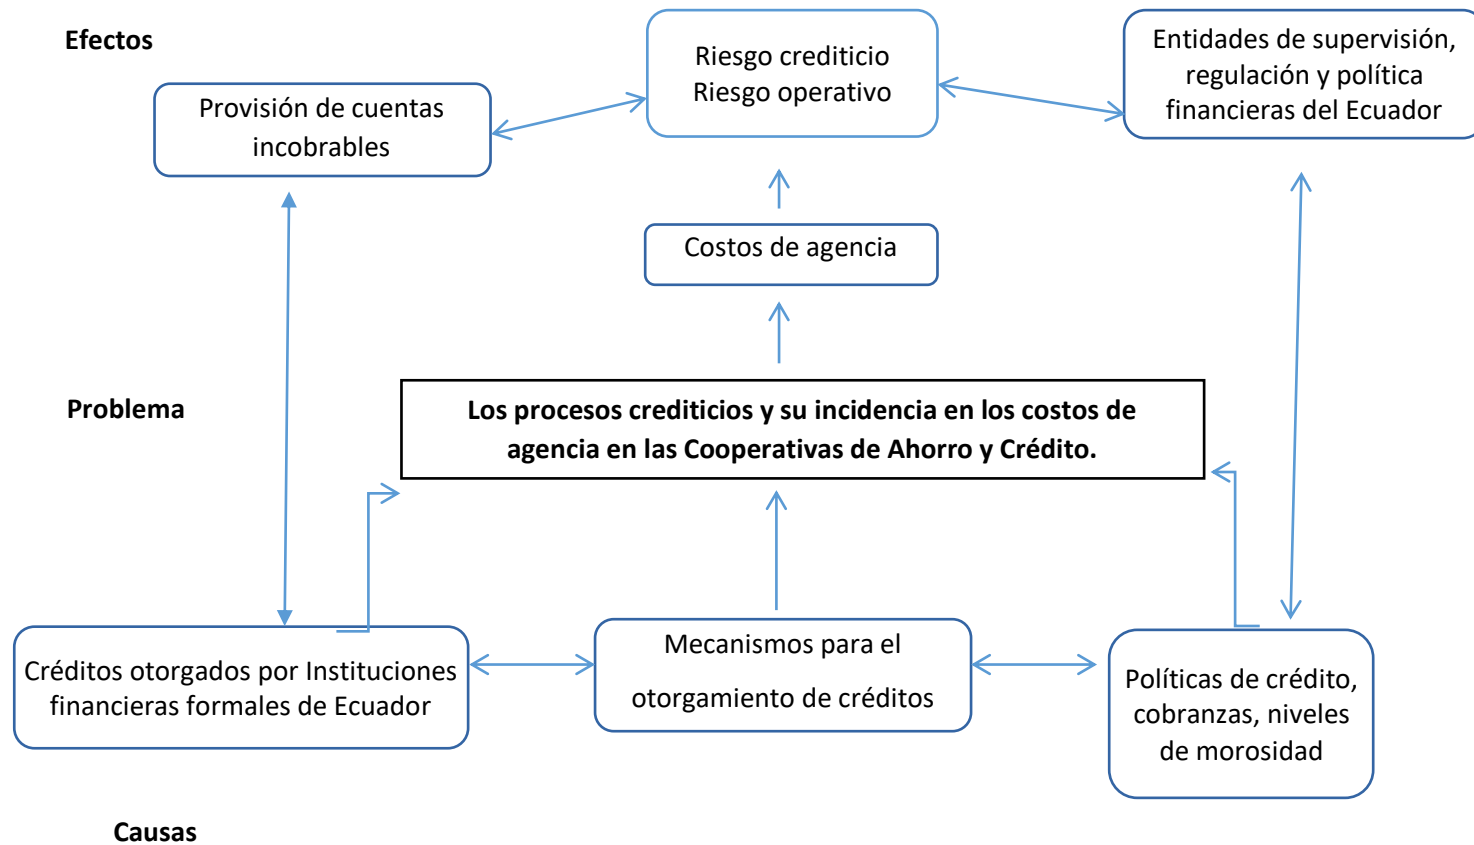 Efectos
Provisión de cuentas
incobrables
Riesgo crediticio
Riesgo operativo
Entidades de supervisión,
regulación y política
financieras del Ecuador
Costos de agencia
Problema
Los procesos crediticios y su incidencia en los costos de
agencia en las Cooperativas de Ahorro y Crédito.
Créditos otorgados por Instituciones
financieras formales de Ecuador
Mecanismos para el
otorgamiento de créditos
Políticas de crédito,
cobranzas, niveles
de morosidad
Causas